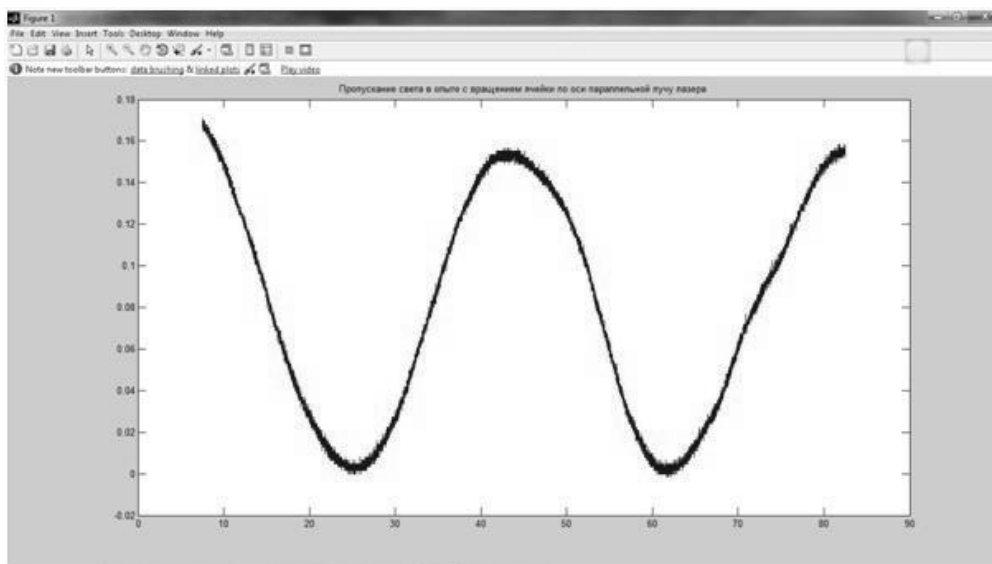 Figure 1
File Edit View Insert Tools Desktop Window Help
Note new toolbar buttons: data brushing & linked plots Play video
Пропускание света в опыте с вращением ячейки по оси параллельной лучу лазера
0.18
0.16
0.14
0.12
0.1
0.08
0.06
0.04
0.02
0
-0.02
0 10 20 30 40 50 60 70 80 90